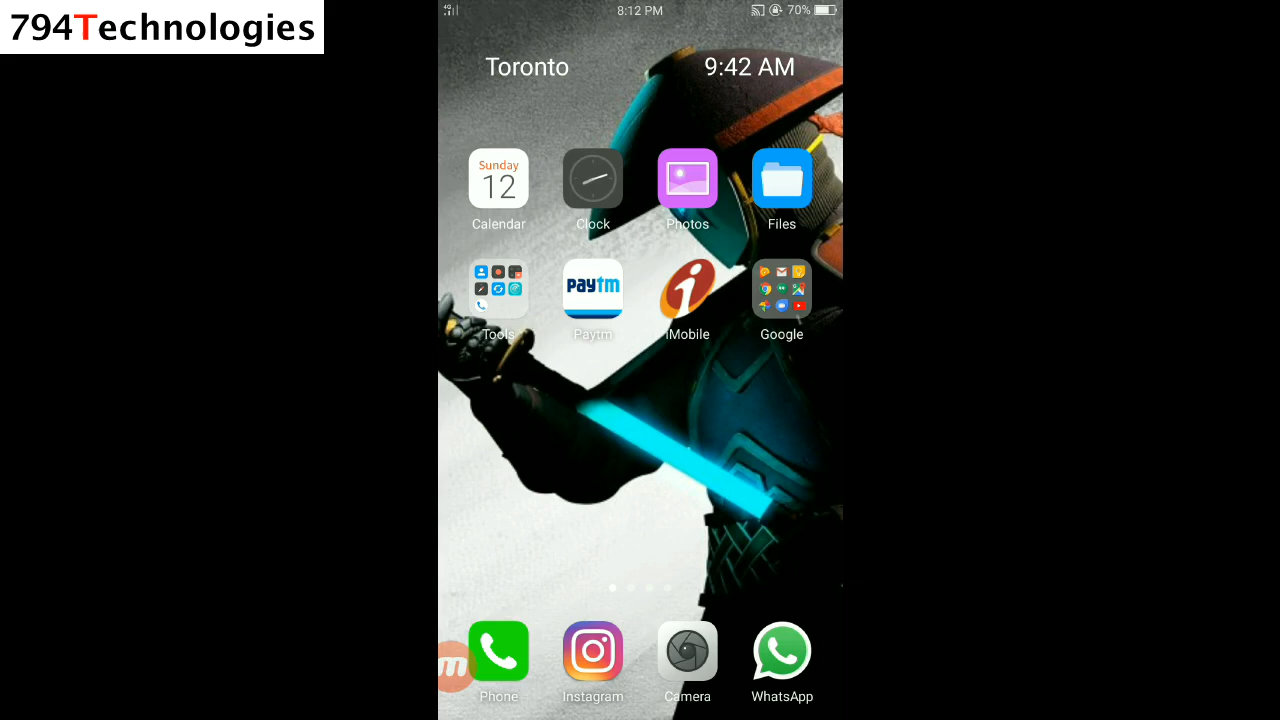 794Technologies
4G
8:12 PM
70%
Toronto
9:42 AM
Sunday
12
Calendar
Clock
Photos
Files
paytm
Tools
Paytm
iMobile
Google
Phone
Instagram
Camera
WhatsApp